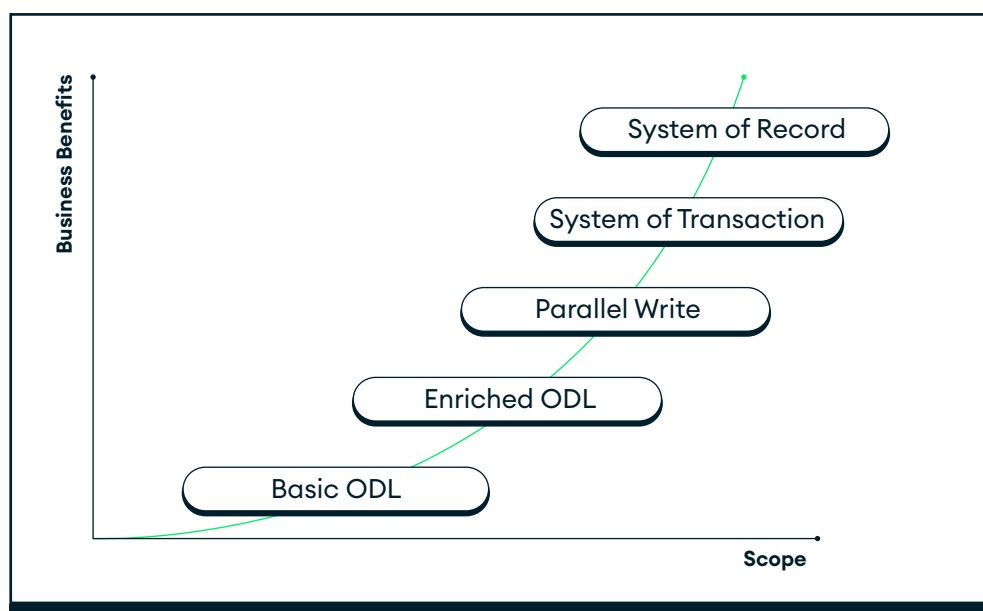 Business Benefits
System of Record
System of Transaction
Parallel Write
Enriched ODL
Basic ODL
Scope